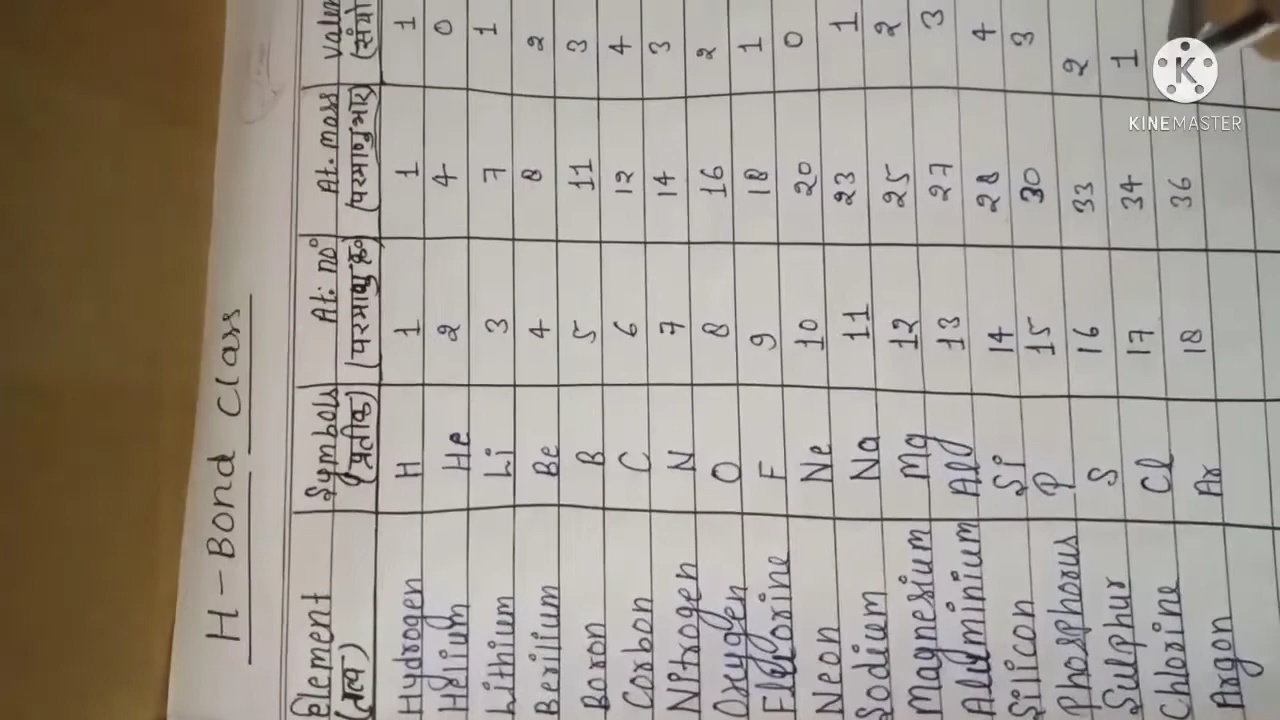 H-Bond Class
Element Symbols At. no At. mass Valen
(तत्व) (प्रतीक) (परमाणु क्र०) (परमाणु भार) (संयो
Hydrogen H 1 1 1
Helium He 2 4 0
Lithium Li 3 7 1
Berilium Be 4 8 2
Boron B 5 11 3
Corbon C 6 12 4
Nitrogen N 7 14 3
Oxygen O 8 16 2
Fluorine F 9 18 1
Neon Ne 10 20 0
Sodium Na 11 23 1
Magnesium Mg 12 25 2
Alluminium All 13 27 3
Silicon Si 14 28 4
Phosphorus P 15 30 3
Sulphur S 16 33 2
Chlorine Cl 17 34 1
Argon Ar 18 36
K
KINEMASTER